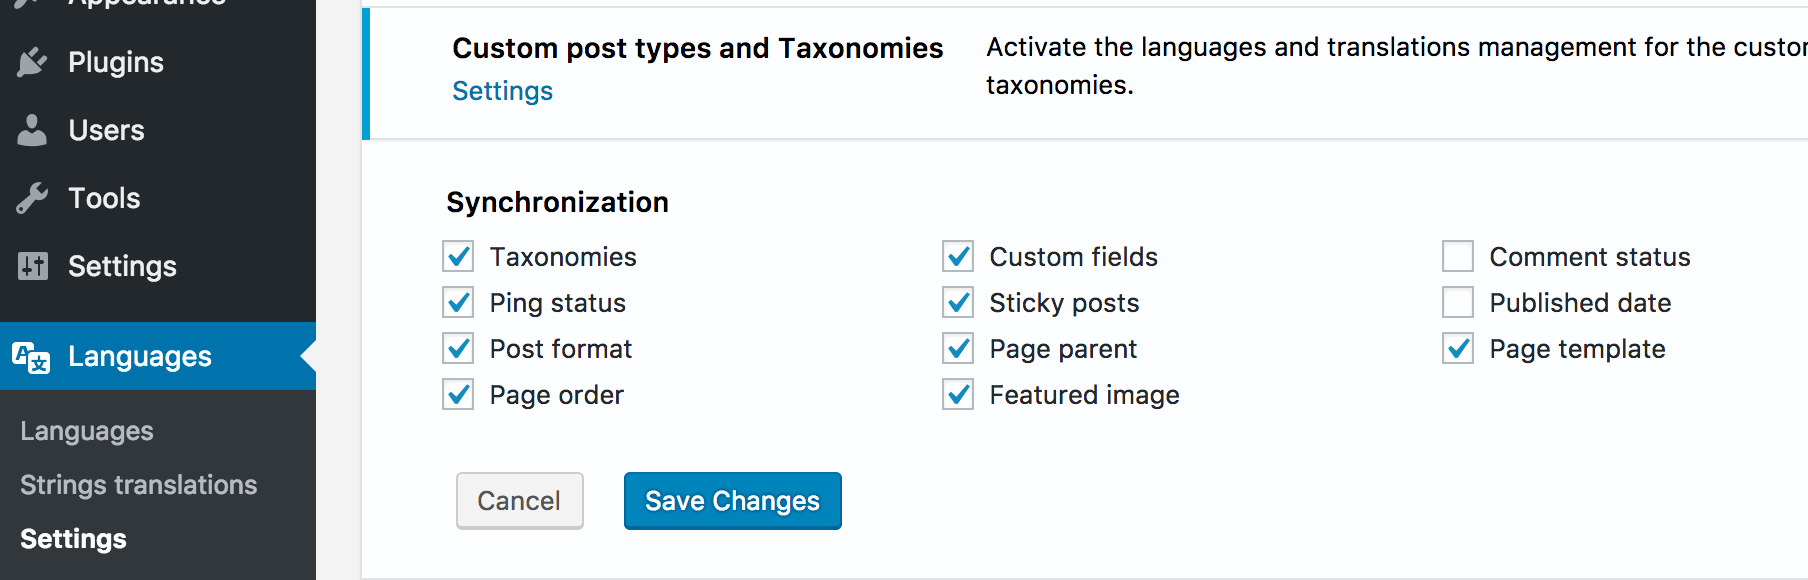 Appearance
Plugins
Users
Tools
Settings
Languages
Languages
Strings translations
Settings
Custom post types and Taxonomies
Settings
Activate the languages and translations management for the custom
taxonomies.
Synchronization
Taxonomies
Custom fields
Comment status
Ping status
Sticky posts
Published date
Post format
Page parent
Page template
Page order
Featured image
Cancel
Save Changes